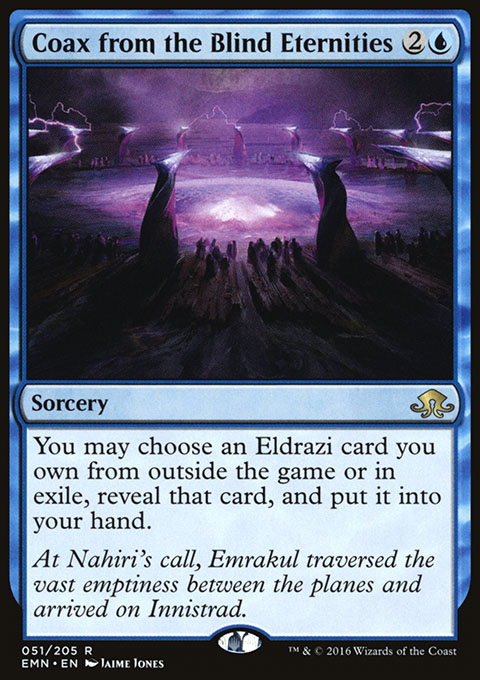 Coax from the Blind Eternities 2
Sorcery
You may choose an Eldrazi card you
own from outside the game or in
exile, reveal that card, and put it into
your hand.
At Nahiri's call, Emrakul traversed the
vast emptiness between the planes and
arrived on Innistrad.
051/205 R
EMN • EN JAIME JONES
™ & © 2016 Wizards of the Coast